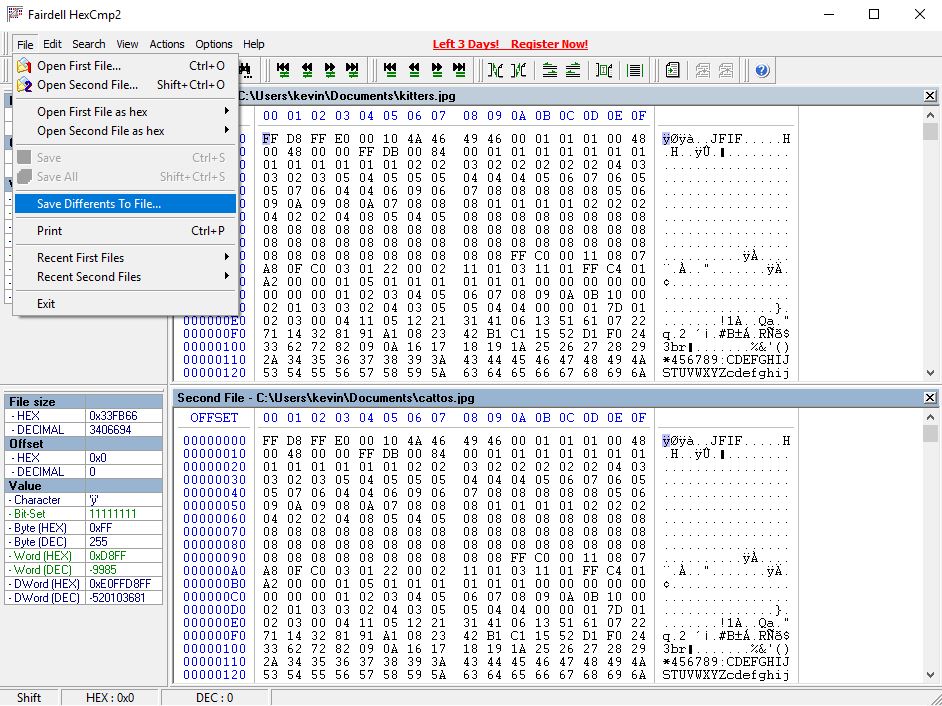 Fairdell HexCmp2
File Edit Search View Actions Options Help
Left 3 Days! Register Now!
Open First File... Ctrl+O
Open Second File... Shift+Ctrl+O
Open First File as hex
Open Second File as hex
Save Ctrl+S
Save All Shift+Ctrl+S
Save Differents To File...
Print Ctrl+P
Recent First Files
Recent Second Files
Exit
C:\Users\kevin\Documents\kitters.jpg
00 01 02 03 04 05 06 07 08 09 0A 0B 0C 0D 0E 0F
FF D8 FF E0 00 10 4A 46 49 46 00 01 01 01 00 48 ÿØÿà..JFIF.....H
00 48 00 00 FF DB 00 84 00 01 01 01 01 01 01 01 .H..ÿÛ.
03 02 03 05 04 05 05 05 04 04 04 05 06 07 06 05
05 07 06 04 04 06 09 06 07 08 08 08 08 08 05 06
09 0A 09 08 0A 07 08 08 08 01 01 01 01 02 02 02
04 02 02 04 08 05 04 05 08 08 08 08 08 08 08 08
08 08 08 08 08 08 08 08 08 08 08 08 08 08 08 08
08 08 08 08 08 08 08 08 08 08 08 08 08 08 08 08
08 08 08 08 08 08 08 08 08 08 FF C0 00 11 08 07 ..........ÿÀ....
A8 0F C0 03 01 22 00 02 11 01 03 11 01 FF C4 01 ¨.À..".......ÿÄ.
A2 00 00 01 05 01 01 01 01 01 01 00 00 00 00 00 ¢...............
00 00 00 01 02 03 04 05 06 07 08 09 0A 0B 10 00
02 01 03 03 02 04 03 05 05 04 04 00 00 01 7D 01 ..............}.
000000E0 02 03 00 04 11 05 12 21 31 41 06 13 51 61 07 22 .......!1A..Qa."
000000F0 71 14 32 81 91 A1 08 23 42 B1 C1 15 52 D1 F0 24
00000100 33 62 72 82 09 0A 16 17 18 19 1A 25 26 27 28 29
00000110 2A 34 35 36 37 38 39 3A 43 44 45 46 47 48 49 4A *456789:CDEFGHIJ
00000120 53 54 55 56 57 58 59 5A 63 64 65 66 67 68 69 6A STUVWXYZcdefghij
File size
HEX 0x33FB66
DECIMAL 3406694
Offset
HEX 0x0
DECIMAL 0
Value
Character 'ÿ'
Bit-Set 11111111
Byte (HEX) 0xFF
Byte (DEC) 255
Word (HEX) 0xD8FF
Word (DEC) -9985
DWord (HEX) 0xE0FFD8FF
DWord (DEC) -520103681
Second File - C:\Users\kevin\Documents\cattos.jpg
OFFSET 00 01 02 03 04 05 06 07 08 09 0A 0B 0C 0D 0E 0F
00000000 FF D8 FF E0 00 10 4A 46 49 46 00 01 01 01 00 48 ÿØÿà..JFIF.....H
00000010 00 48 00 00 FF DB 00 84 00 01 01 01 01 01 01 01 .H..ÿÛ.
00000020
00000030 03 02 03 05 04 05 05 05 04 04 04 05 06 07 06 05
00000040 05 07 06 04 04 06 09 06 07 08 08 08 08 08 05 06
00000050 09 0A 09 08 0A 07 08 08 08 01 01 01 01 02 02 02
00000060 04 02 02 04 08 05 04 05 08 08 08 08 08 08 08 08
00000070 08 08 08 08 08 08 08 08 08 08 08 08 08 08 08 08
00000080 08 08 08 08 08 08 08 08 08 08 08 08 08 08 08 08
00000090 08 08 08 08 08 08 08 08 08 08 FF C0 00 11 08 07 ..........ÿÀ....
000000A0 A8 0F C0 03 01 22 00 02 11 01 03 11 01 FF C4 01 ¨.À..".......ÿÄ.
000000B0 A2 00 00 01 05 01 01 01 01 01 01 00 00 00 00 00 ¢...............
000000C0 00 00 00 01 02 03 04 05 06 07 08 09 0A 0B 10 00
000000D0 02 01 03 03 02 04 03 05 05 04 04 00 00 01 7D 01 ..............}.
000000E0 02 03 00 04 11 05 12 21 31 41 06 13 51 61 07 22 .......!1A..Qa."
000000F0 71 14 32 81 91 A1 08 23 42 B1 C1 15 52 D1 F0 24
00000100 33 62 72 82 09 0A 16 17 18 19 1A 25 26 27 28 29
00000110 2A 34 35 36 37 38 39 3A 43 44 45 46 47 48 49 4A *456789:CDEFGHIJ
00000120 53 54 55 56 57 58 59 5A 63 64 65 66 67 68 69 6A STUVWXYZcdefghij
Shift HEX : 0x0 DEC : 0